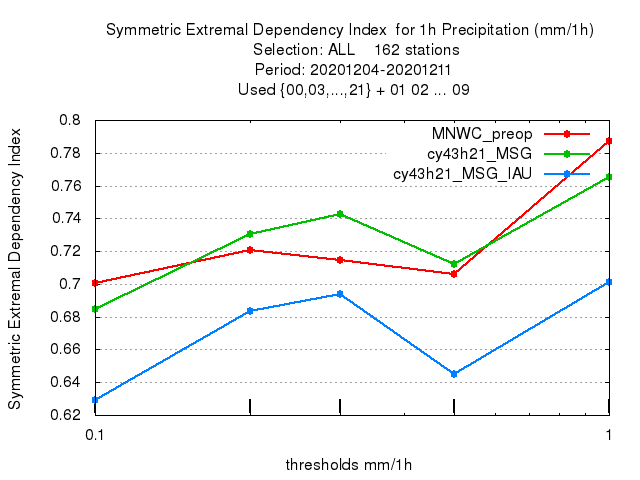 Symmetric Extremal Dependency Index  for 1h Precipitation (mm/1h)
Selection: ALL    162 stations
Period: 20201204-20201211
Used {00,03,...,21} + 01 02 ... 09
Symmetric Extremal Dependency Index
0.8
0.78
0.76
0.74
0.72
0.7
0.68
0.66
0.64
0.62
MNWC_preop
cy43h21_MSG
cy43h21_MSG_IAU
0.1
1
thresholds mm/1h